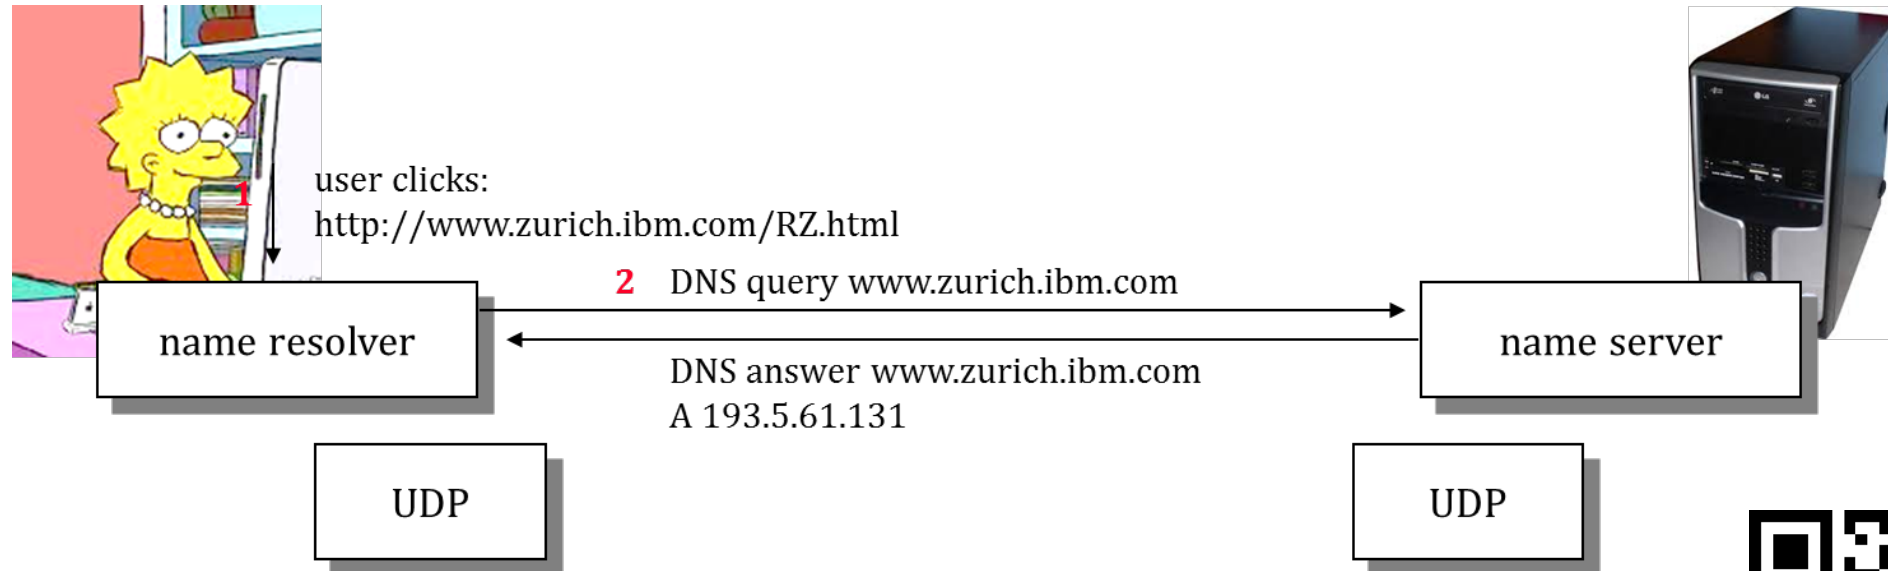 1
user clicks:
http://www.zurich.ibm.com/RZ.html
2 DNS query www.zurich.ibm.com
name resolver
name server
DNS answer www.zurich.ibm.com
A 193.5.61.131
UDP
UDP